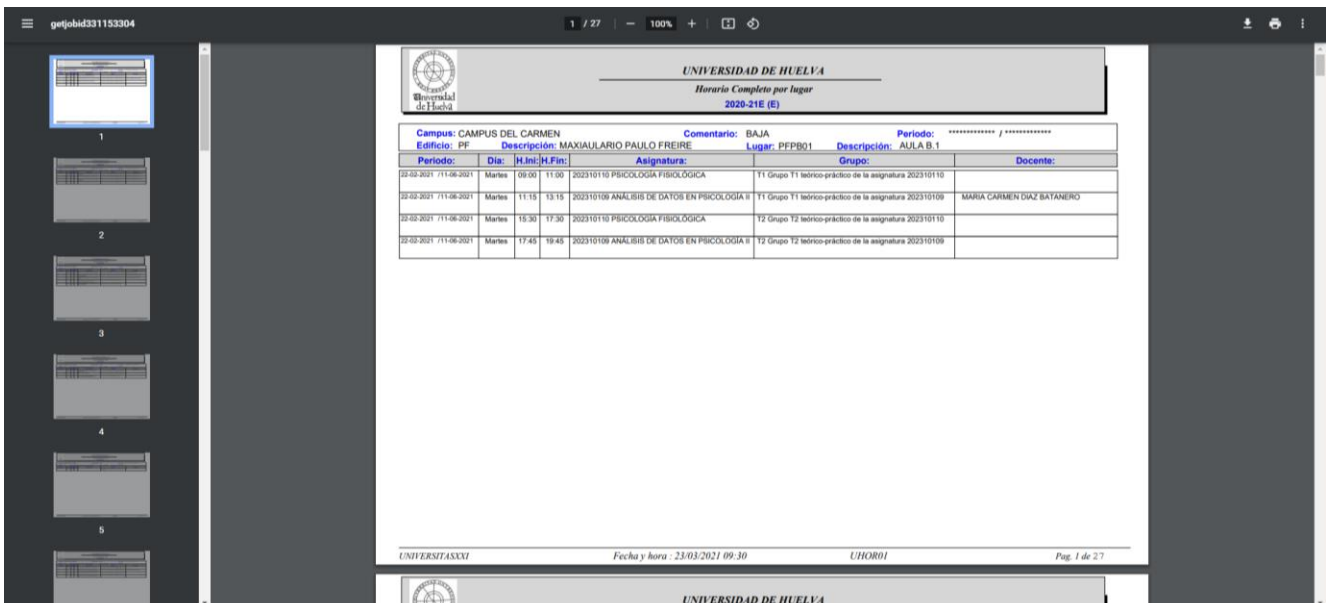 getjobid331153304
1 / 27
100%
1
2
3
4
5
Universidad
de Huelva
UNIVERSIDAD DE HUELVA
Horario Completo por lugar
2020-21E (E)
Campus: CAMPUS DEL CARMEN Comentario: BAJA Periodo: ************* / *************
Edificio: PF Descripción: MAXIAULARIO PAULO FREIRE Lugar: PFPB01 Descripción: AULA B.1
Periodo: Día: H.Ini: H.Fin: Asignatura: Grupo: Docente:
22-02-2021 /11-06-2021 Martes 09:00 11:00 202310110 PSICOLOGÍA FISIOLÓGICA T1 Grupo T1 teórico-práctico de la asignatura 202310110
22-02-2021 /11-06-2021 Martes 11:15 13:15 202310109 ANÁLISIS DE DATOS EN PSICOLOGÍA II T1 Grupo T1 teórico-práctico de la asignatura 202310109 MARIA CARMEN DIAZ BATANERO
22-02-2021 /11-06-2021 Martes 15:30 17:30 202310110 PSICOLOGÍA FISIOLÓGICA T2 Grupo T2 teórico-práctico de la asignatura 202310110
22-02-2021 /11-06-2021 Martes 17:45 19:45 202310109 ANÁLISIS DE DATOS EN PSICOLOGÍA II T2 Grupo T2 teórico-práctico de la asignatura 202310109
UNIVERSITASXXI Fecha y hora : 23/03/2021 09:30 UHOR01 Pag. 1 de 27
UNIVERSIDAD DE HUELVA